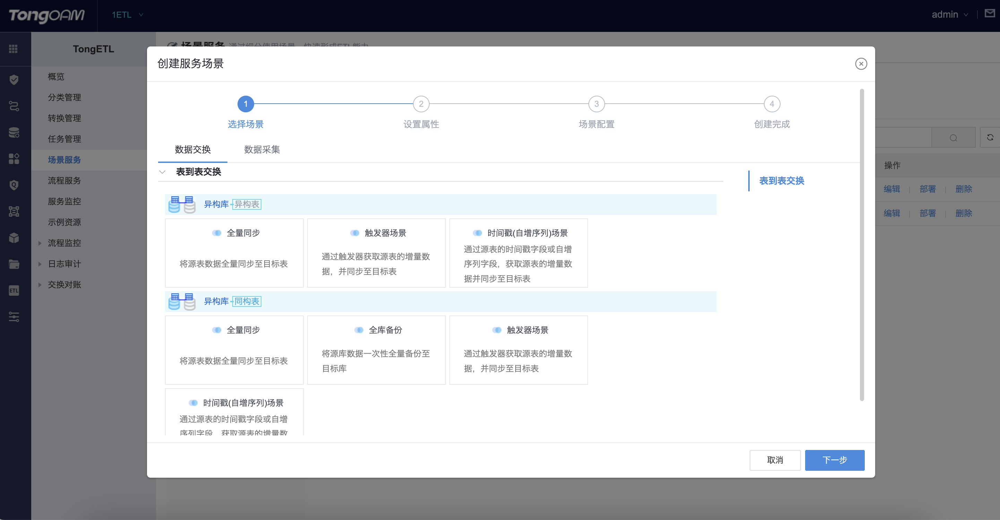 TongOAM
1ETL
admin
TongETL
概览
分类管理
转换管理
任务管理
场景服务
流程服务
服务监控
示例资源
流程监控
日志审计
交换对账
ETL
场景服务 通过细分使用场景，快速形成ETL能力
创建服务场景
1
2
3
4
选择场景
设置属性
场景配置
创建完成
数据交换
数据采集
表到表交换
表到表交换
异构库-异构表
全量同步
将源表数据全量同步至目标表
触发器场景
通过触发器获取源表的增量数
据，并同步至目标表
时间戳(自增序列)场景
通过源表的时间戳字段或自增
序列字段，获取源表的增量数
据并同步至目标表
异构库-同构表
全量同步
将源表数据全量同步至目标表
全库备份
将源库数据一次性全量备份至
目标库
触发器场景
通过触发器获取源表的增量数
据，并同步至目标表
时间戳(自增序列)场景
通过源表的时间戳字段或自增
序列字段，获取源表的增量数
取消
下一步
操作
编辑 | 部署 | 删除
编辑 | 部署 | 删除